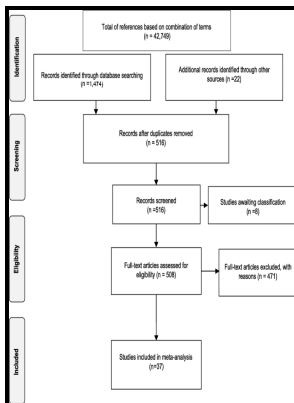 Total of references based on combination of terms
(n = 42,749)
Identification
Records identified through database searching
(n =1,474)
Additional records identified through other
sources (n =22)
Records after duplicates removed
(n = 516)
Screening
Records screened
(n =516)
Studies awaiting classification
(n =8)
Eligibility
Full-text articles assessed for
eligibility (n = 508)
Full-text articles excluded, with
reasons (n = 471)
Included
Studies included in meta-analysis
(n=37)